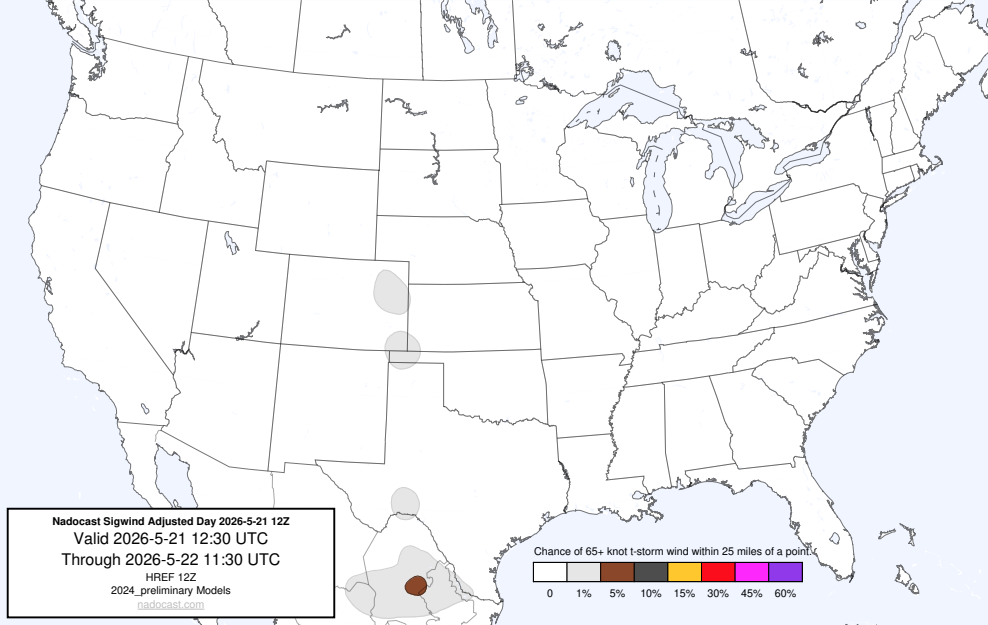 Nadocast Sigwind Adjusted Day 2026-5-21 12Z
Valid 2026-5-21 12:30 UTC
Through 2026-5-22 11:30 UTC
HREF 12Z
2024_preliminary Models
nadocast.com
Chance of 65+ knot t-storm wind within 25 miles of a point.
0 1% 5% 10% 15% 30% 45% 60%